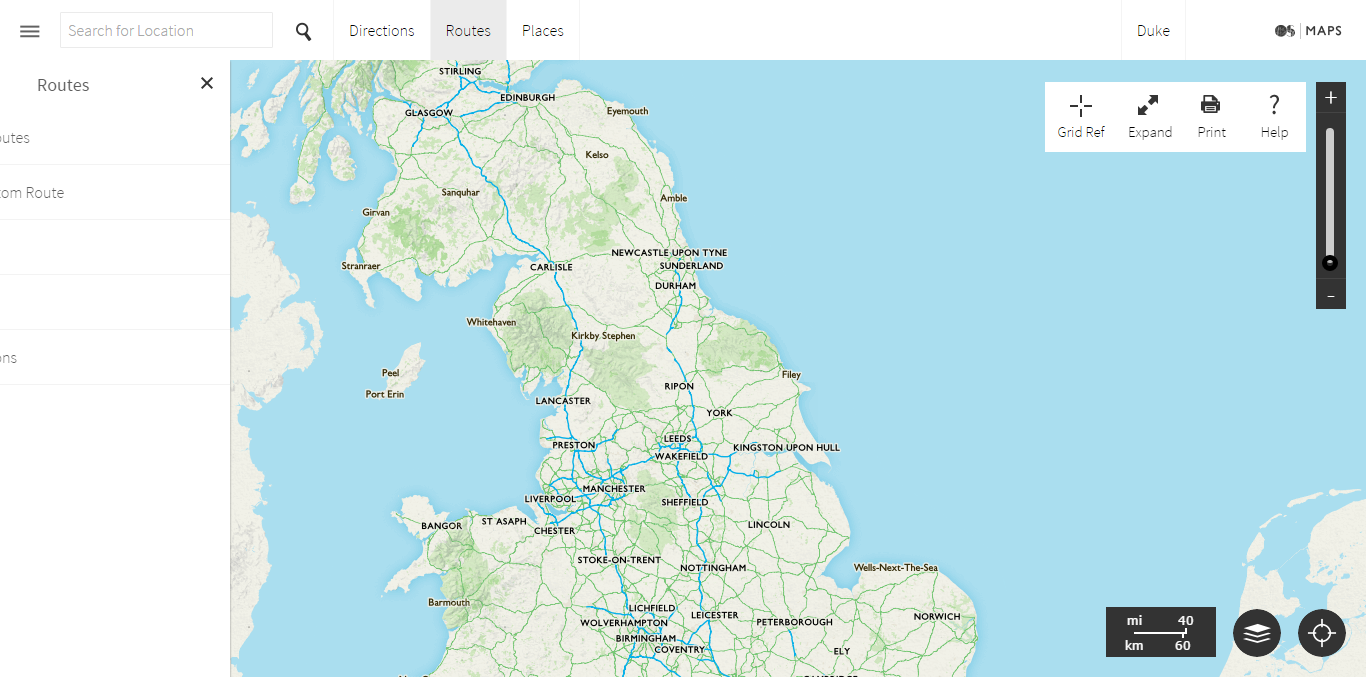 Search for Location
Directions
Routes
Places
Duke
OS | MAPS
Routes
outes
tom Route
ons
Grid Ref
Expand
Print
?
Help
+
-
STIRLING
EDINBURGH
GLASGOW
Eyemouth
Kelso
Sanquhar
Amble
Girvan
NEWCASTLE UPON TYNE
Stranraer
CARLISLE
SUNDERLAND
DURHAM
Whitehaven
Kirkby Stephen
Peel
Filey
Port Erin
RIPON
LANCASTER
YORK
PRESTON
LEEDS
KINGSTON UPON HULL
WAKEFIELD
MANCHESTER
LIVERPOOL
SHEFFIELD
BANGOR
ST ASAPH
CHESTER
LINCOLN
STOKE-ON-TRENT
NOTTINGHAM
Wells-Next-The-Sea
Barmouth
LICHFIELD
LEICESTER
WOLVERHAMPTON
PETERBOROUGH
NORWICH
BIRMINGHAM
COVENTRY
ELY
mi 40
km 60